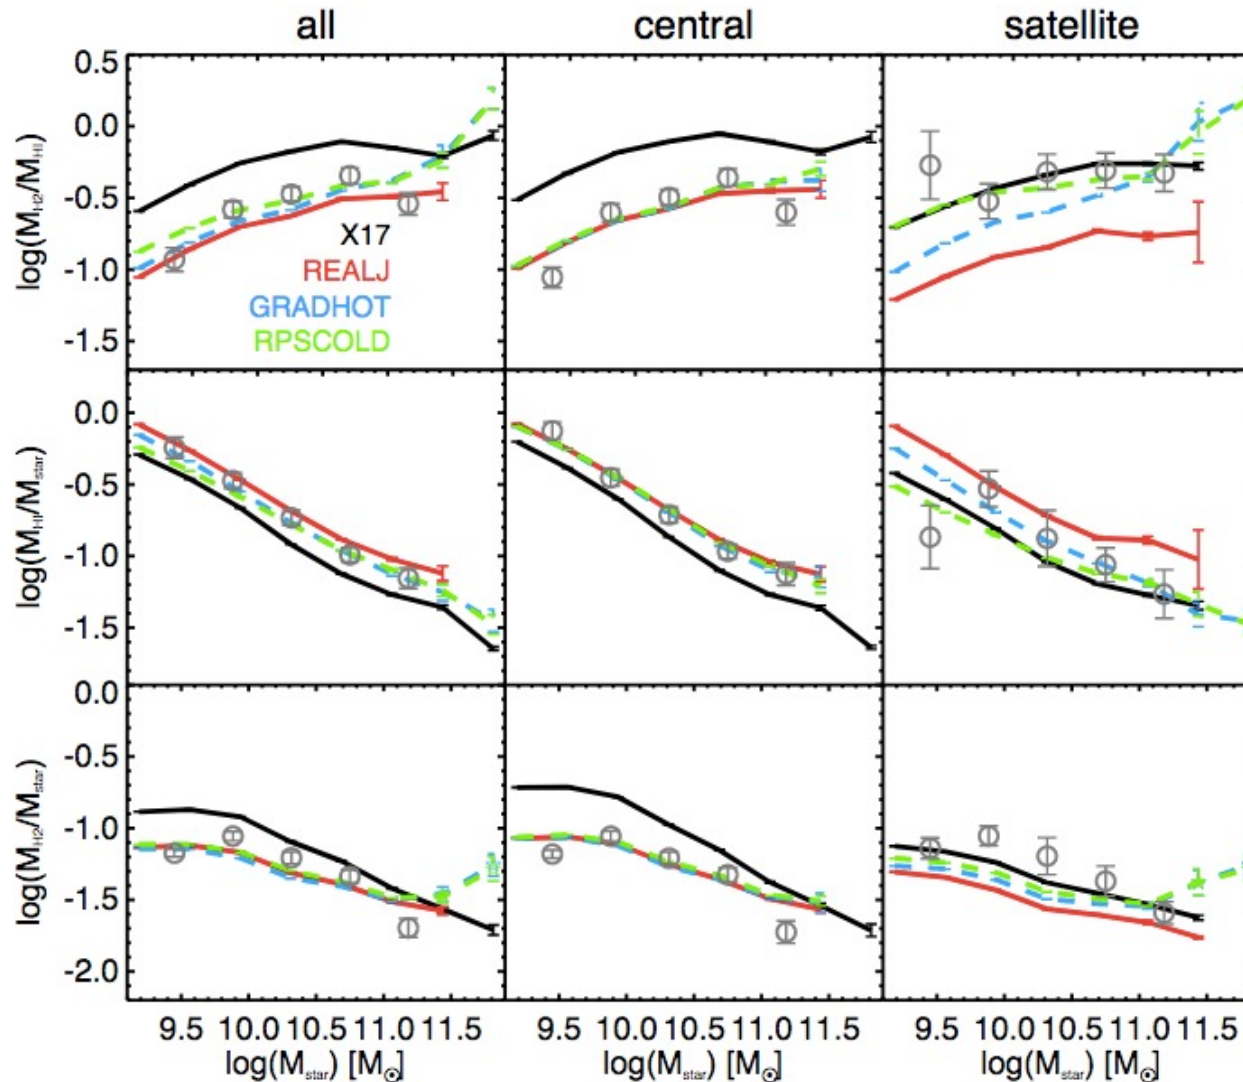 all central satellite
log(M_H2/M_HI)
0.5
0.0
-0.5
-1.0
-1.5
X17
REALJ
GRADHOT
RPSCOLD
log(M_HI/M_star)
0.0
-0.5
-1.0
-1.5
log(M_H2/M_star)
0.0
-0.5
-1.0
-1.5
-2.0
9.5 10.0 10.5 11.0 11.5 9.5 10.0 10.5 11.0 11.5 9.5 10.0 10.5 11.0 11.5
log(M_star) [M_⊙] log(M_star) [M_⊙] log(M_star) [M_⊙]